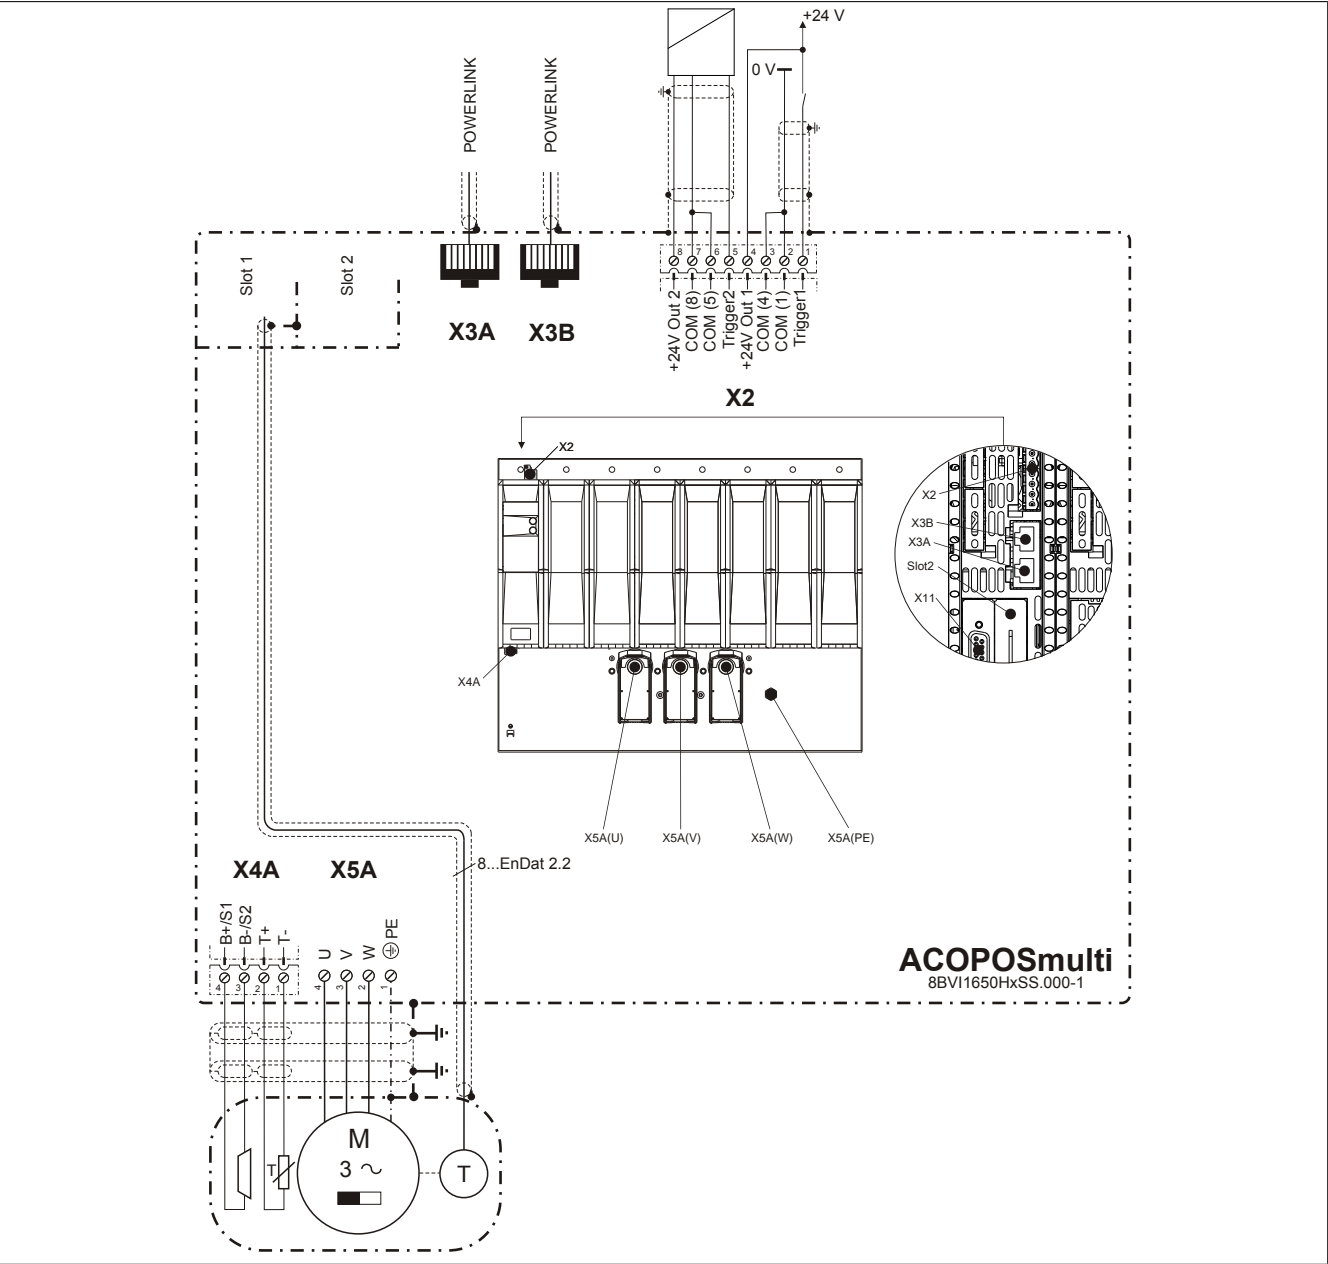 +24 V
0 V
POWERLINK
POWERLINK
Slot 1
Slot 2
X3A
X3B
8 7 6 5 4 3 2 1
+24V Out 2
COM (8)
COM (5)
Trigger2
+24V Out 1
COM (4)
COM (1)
Trigger1
X2
X2
X2
X3B
X3A
Slot2
X11
X4A
X5A(U)
X5A(V)
X5A(W)
X5A(PE)
8...EnDat 2.2
X4A
X5A
B+/S1
B-/S2
T+
T-
U
V
W
PE
4 3 2 1
4 3 2 1
ACOPOSmulti
8BVI1650HxSS.000-1
M
3 ~
T
T